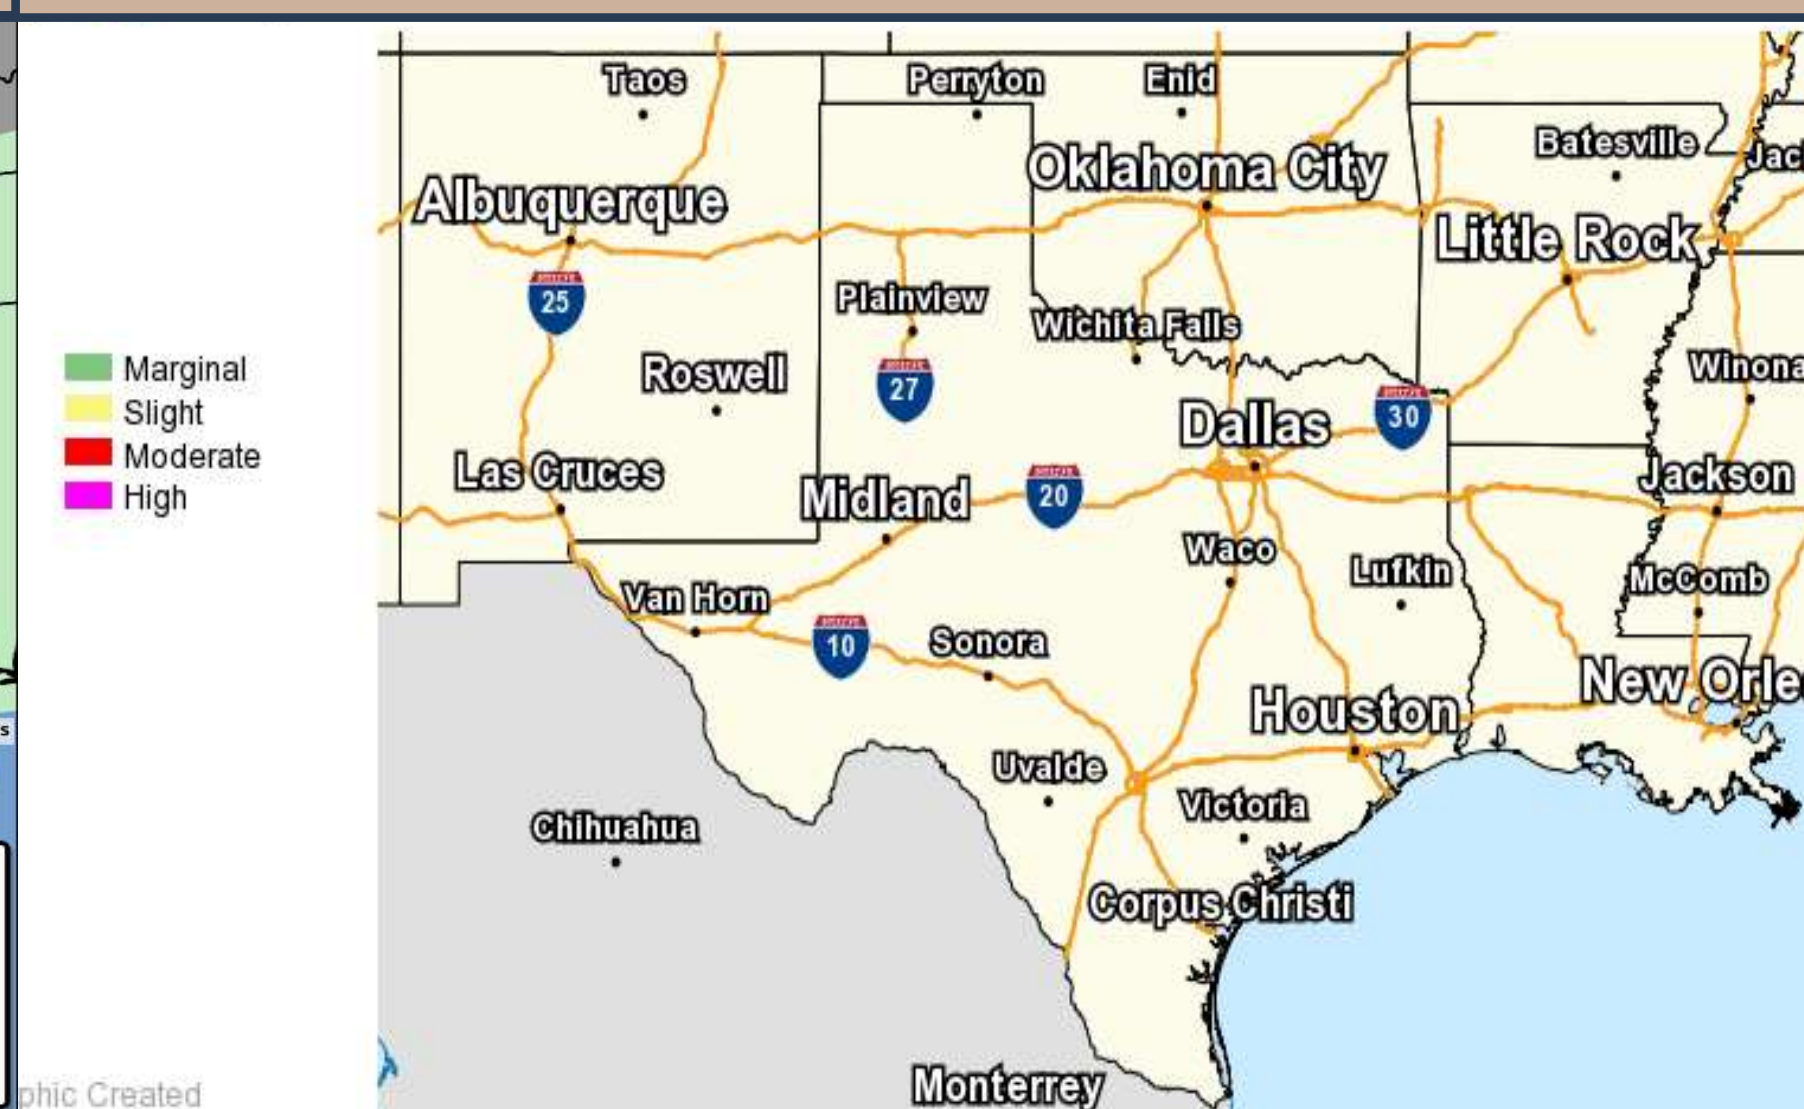 Taos
Perryton
Enid
Batesville
Oklahoma City
Albuquerque
Little Rock
25
Plainview
Wichita Falls
Roswell
27
30
Winona
Marginal
Slight
Moderate
High
Dallas
Las Cruces
Midland
20
Jackson
Waco
Lufkin
McComb
Van Horn
10
Sonora
New Orle
Houston
Uvalde
Victoria
Chihuahua
Corpus Christi
Monterrey
phic Created